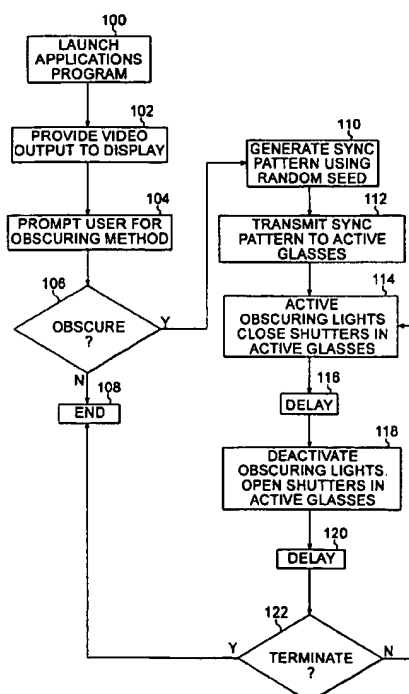 100
LAUNCH
APPLICATIONS
PROGRAM
102
PROVIDE VIDEO
OUTPUT TO DISPLAY
104
PROMPT USER FOR
OBSCURING METHOD
106
OBSCURE
?
Y
N
108
END
110
GENERATE SYNC
PATTERN USING
RANDOM SEED
112
TRANSMIT SYNC
PATTERN TO ACTIVE
GLASSES
114
ACTIVE
OBSCURING LIGHTS
CLOSE SHUTTERS IN
ACTIVE GLASSES
116
DELAY
118
DEACTIVATE
OBSCURING LIGHTS.
OPEN SHUTTERS IN
ACTIVE GLASSES
120
DELAY
122
Y
N
TERMINATE
?